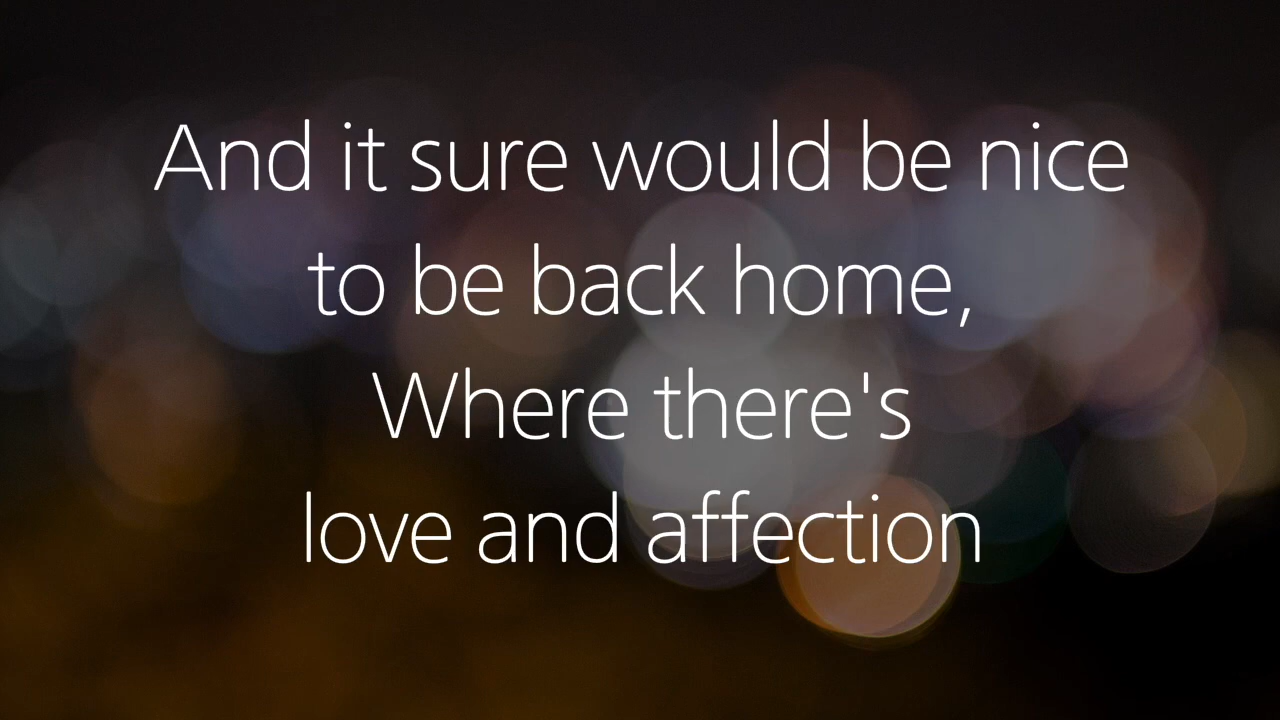 And it sure would be nice
to be back home,
Where there's
love and affection